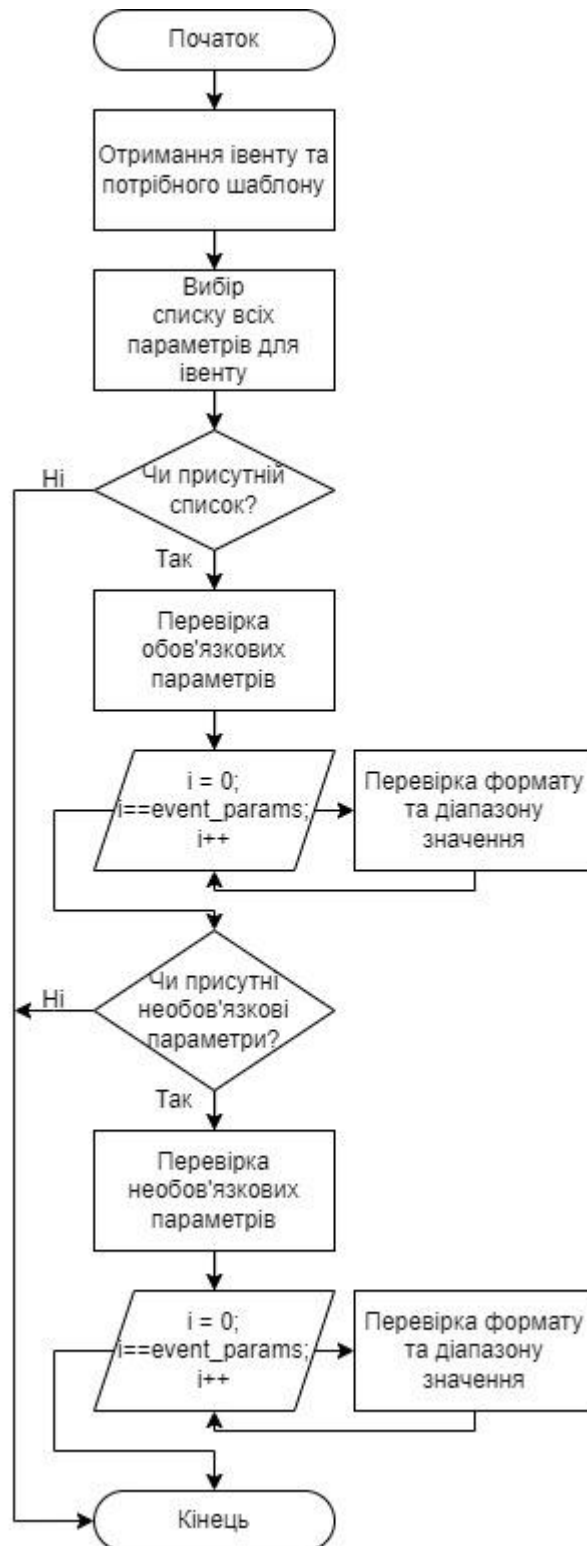 Початок
Отримання івенту та
потрібного шаблону
Вибір
списку всіх
параметрів для
івенту
Ні
Чи присутній
список?
Так
Перевірка
обов'язкових
параметрів
i = 0;
i==event_params;
i++
Перевірка формату
та діапазону
значення
Ні
Чи присутні
необов'язкові
параметри?
Так
Перевірка
необов'язкових
параметрів
i = 0;
i==event_params;
i++
Перевірка формату
та діапазону
значення
Кінець